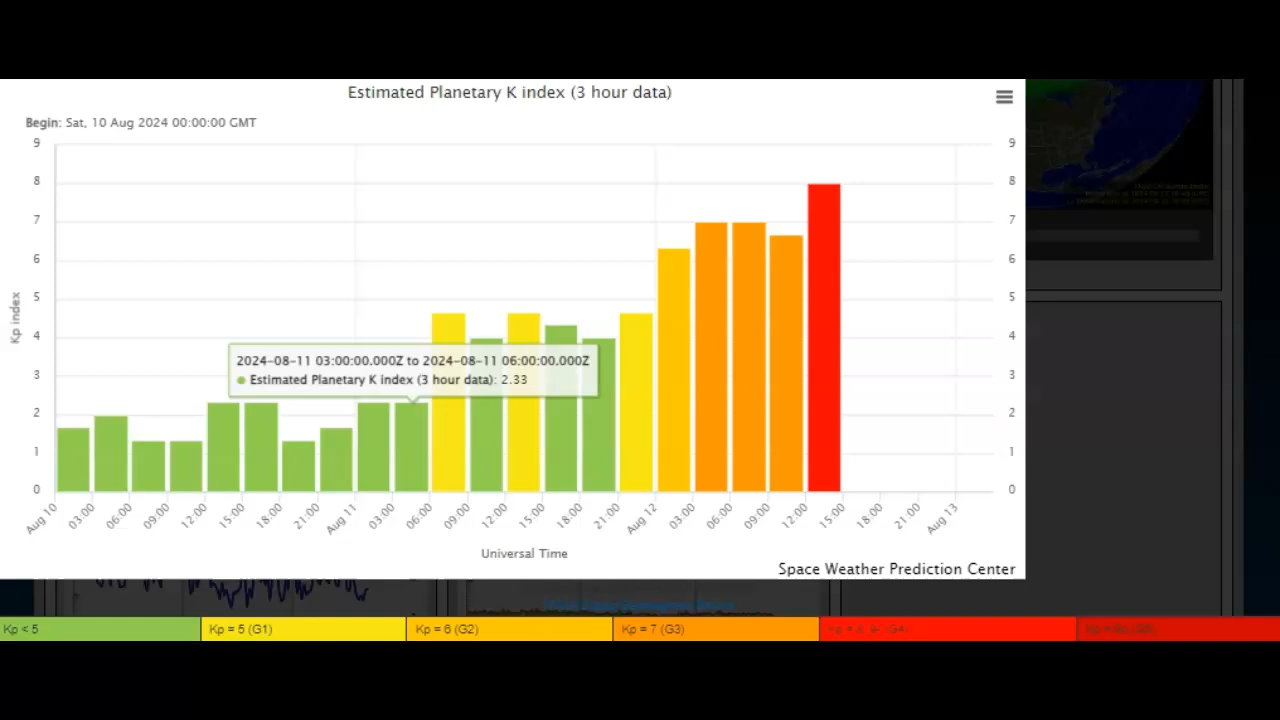 Estimated Planetary K index (3 hour data)
Begin: Sat, 10 Aug 2024 00:00:00 GMT
9 9
8 8
7 7
6 6
5 5
4 4
3 3
2 2
1 1
0 0
Kp index
2024-08-11 03:00:00.000Z to 2024-08-11 06:00:00.000Z
Estimated Planetary K index (3 hour data): 2.33
Aug 10 03:00 06:00 09:00 12:00 15:00 18:00 21:00 Aug 11 03:00 06:00 09:00 12:00 15:00 18:00 21:00 Aug 12 03:00 06:00 09:00 12:00 15:00 18:00 21:00 Aug 13
Universal Time
Space Weather Prediction Center
Kp < 5 Kp = 5 (G1) Kp = 6 (G2) Kp = 7 (G3)